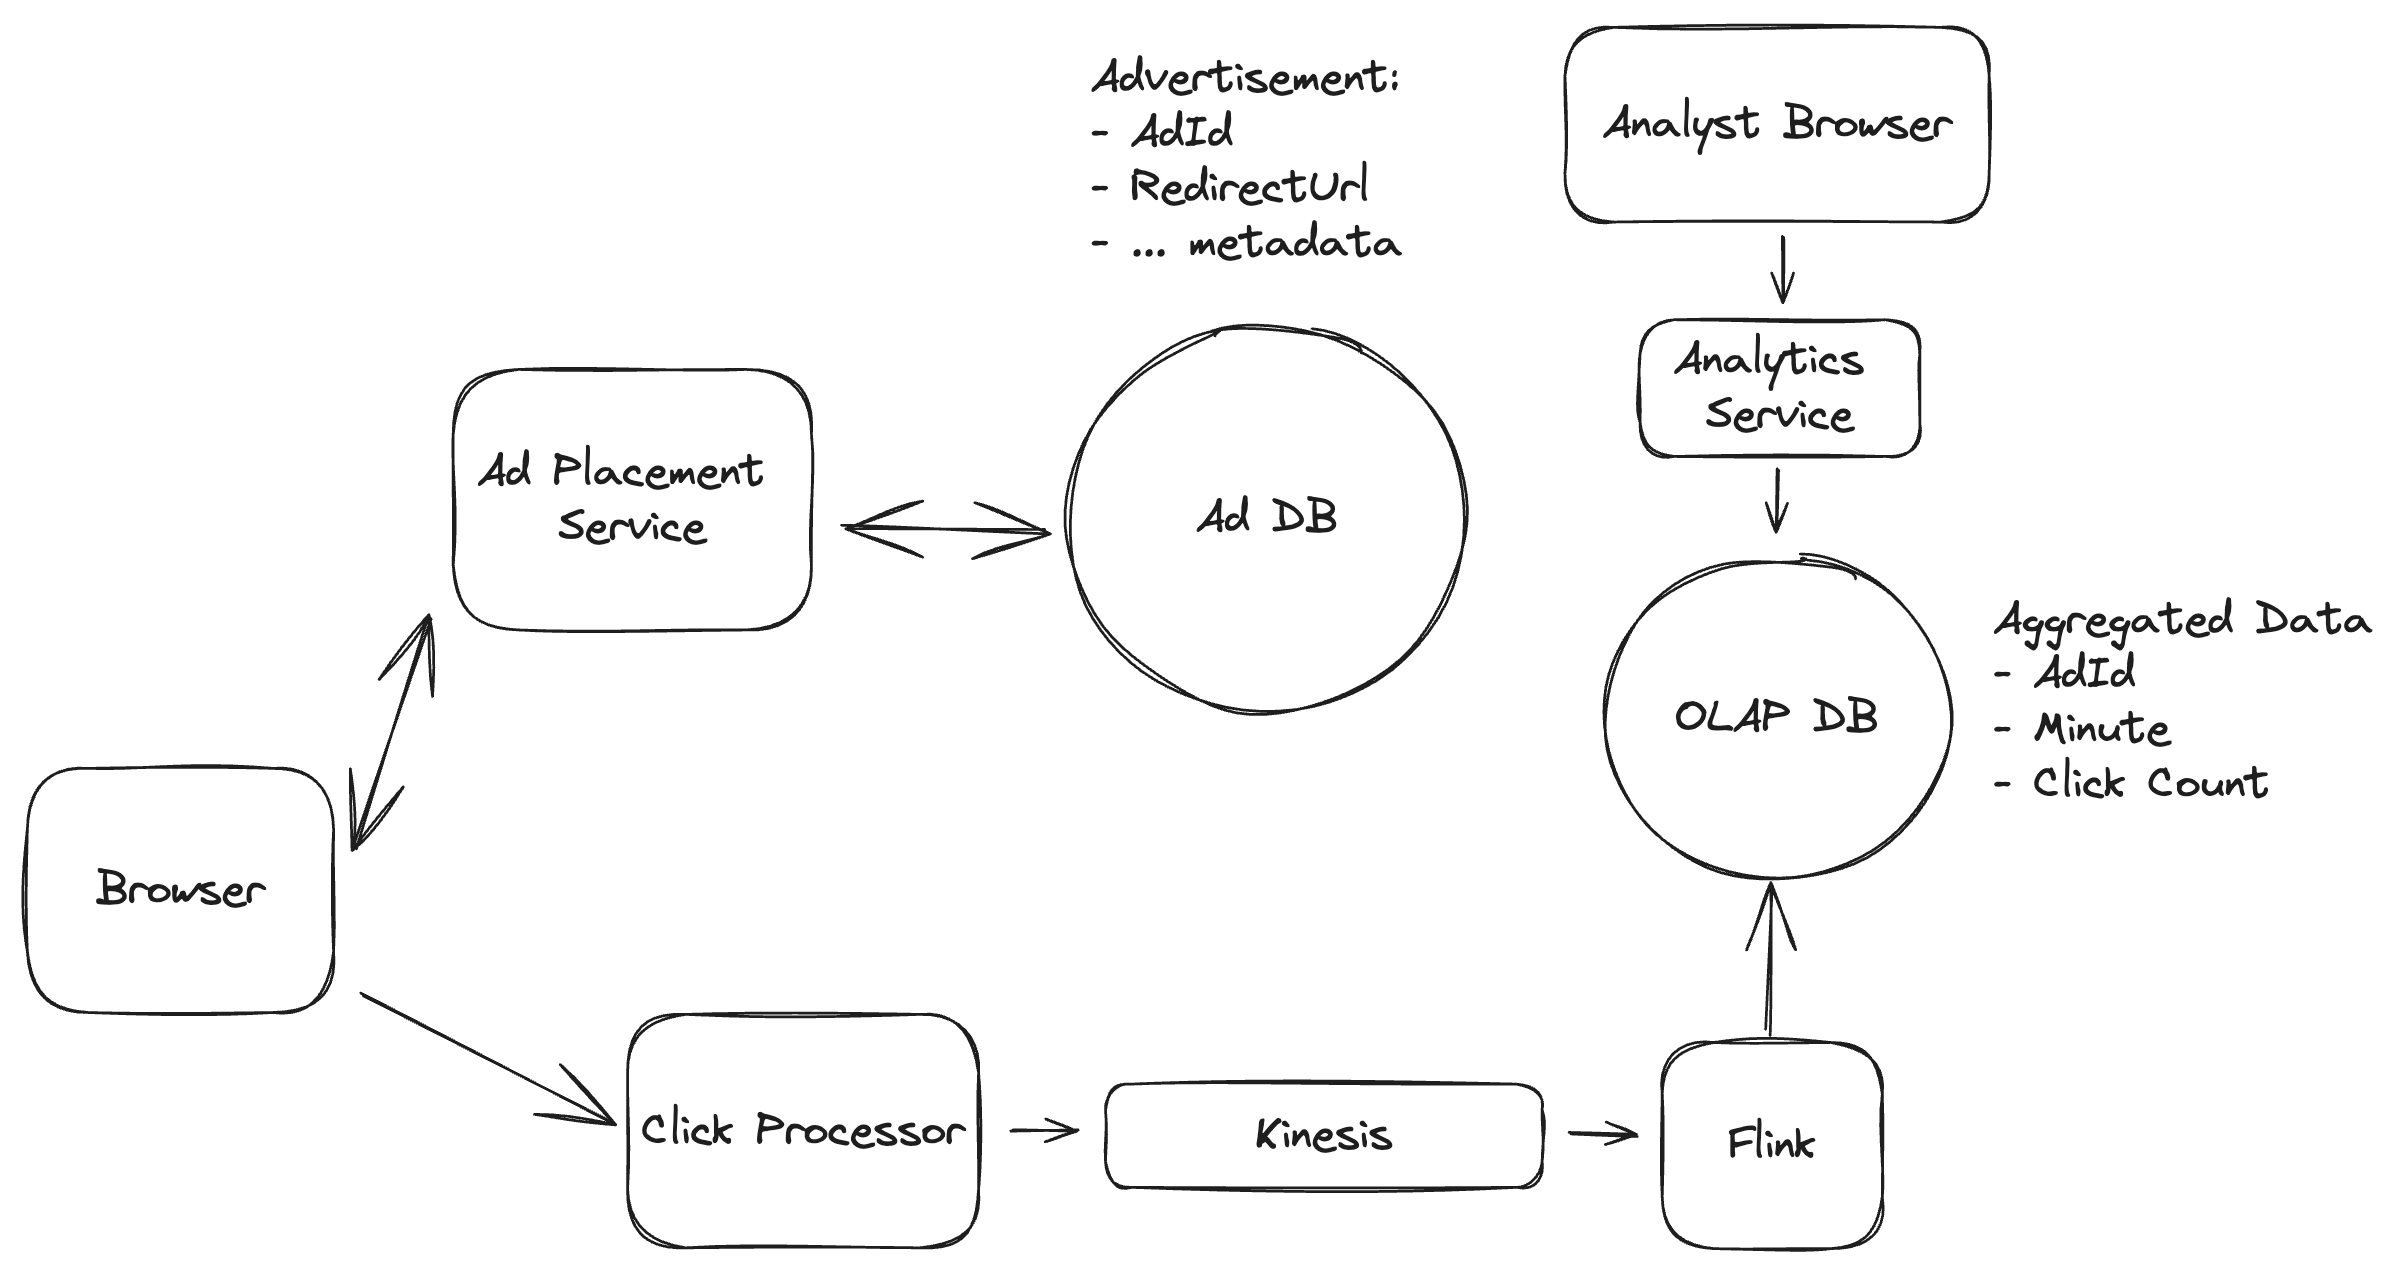 Advertisement:
- AdId
- RedirectUrl
- ... metadata
Analyst Browser
Analytics
Service
Ad Placement
Service
Ad DB
OLAP DB
Aggregated Data
- AdId
- Minute
- Click Count
Browser
Click Processor
Kinesis
Flink